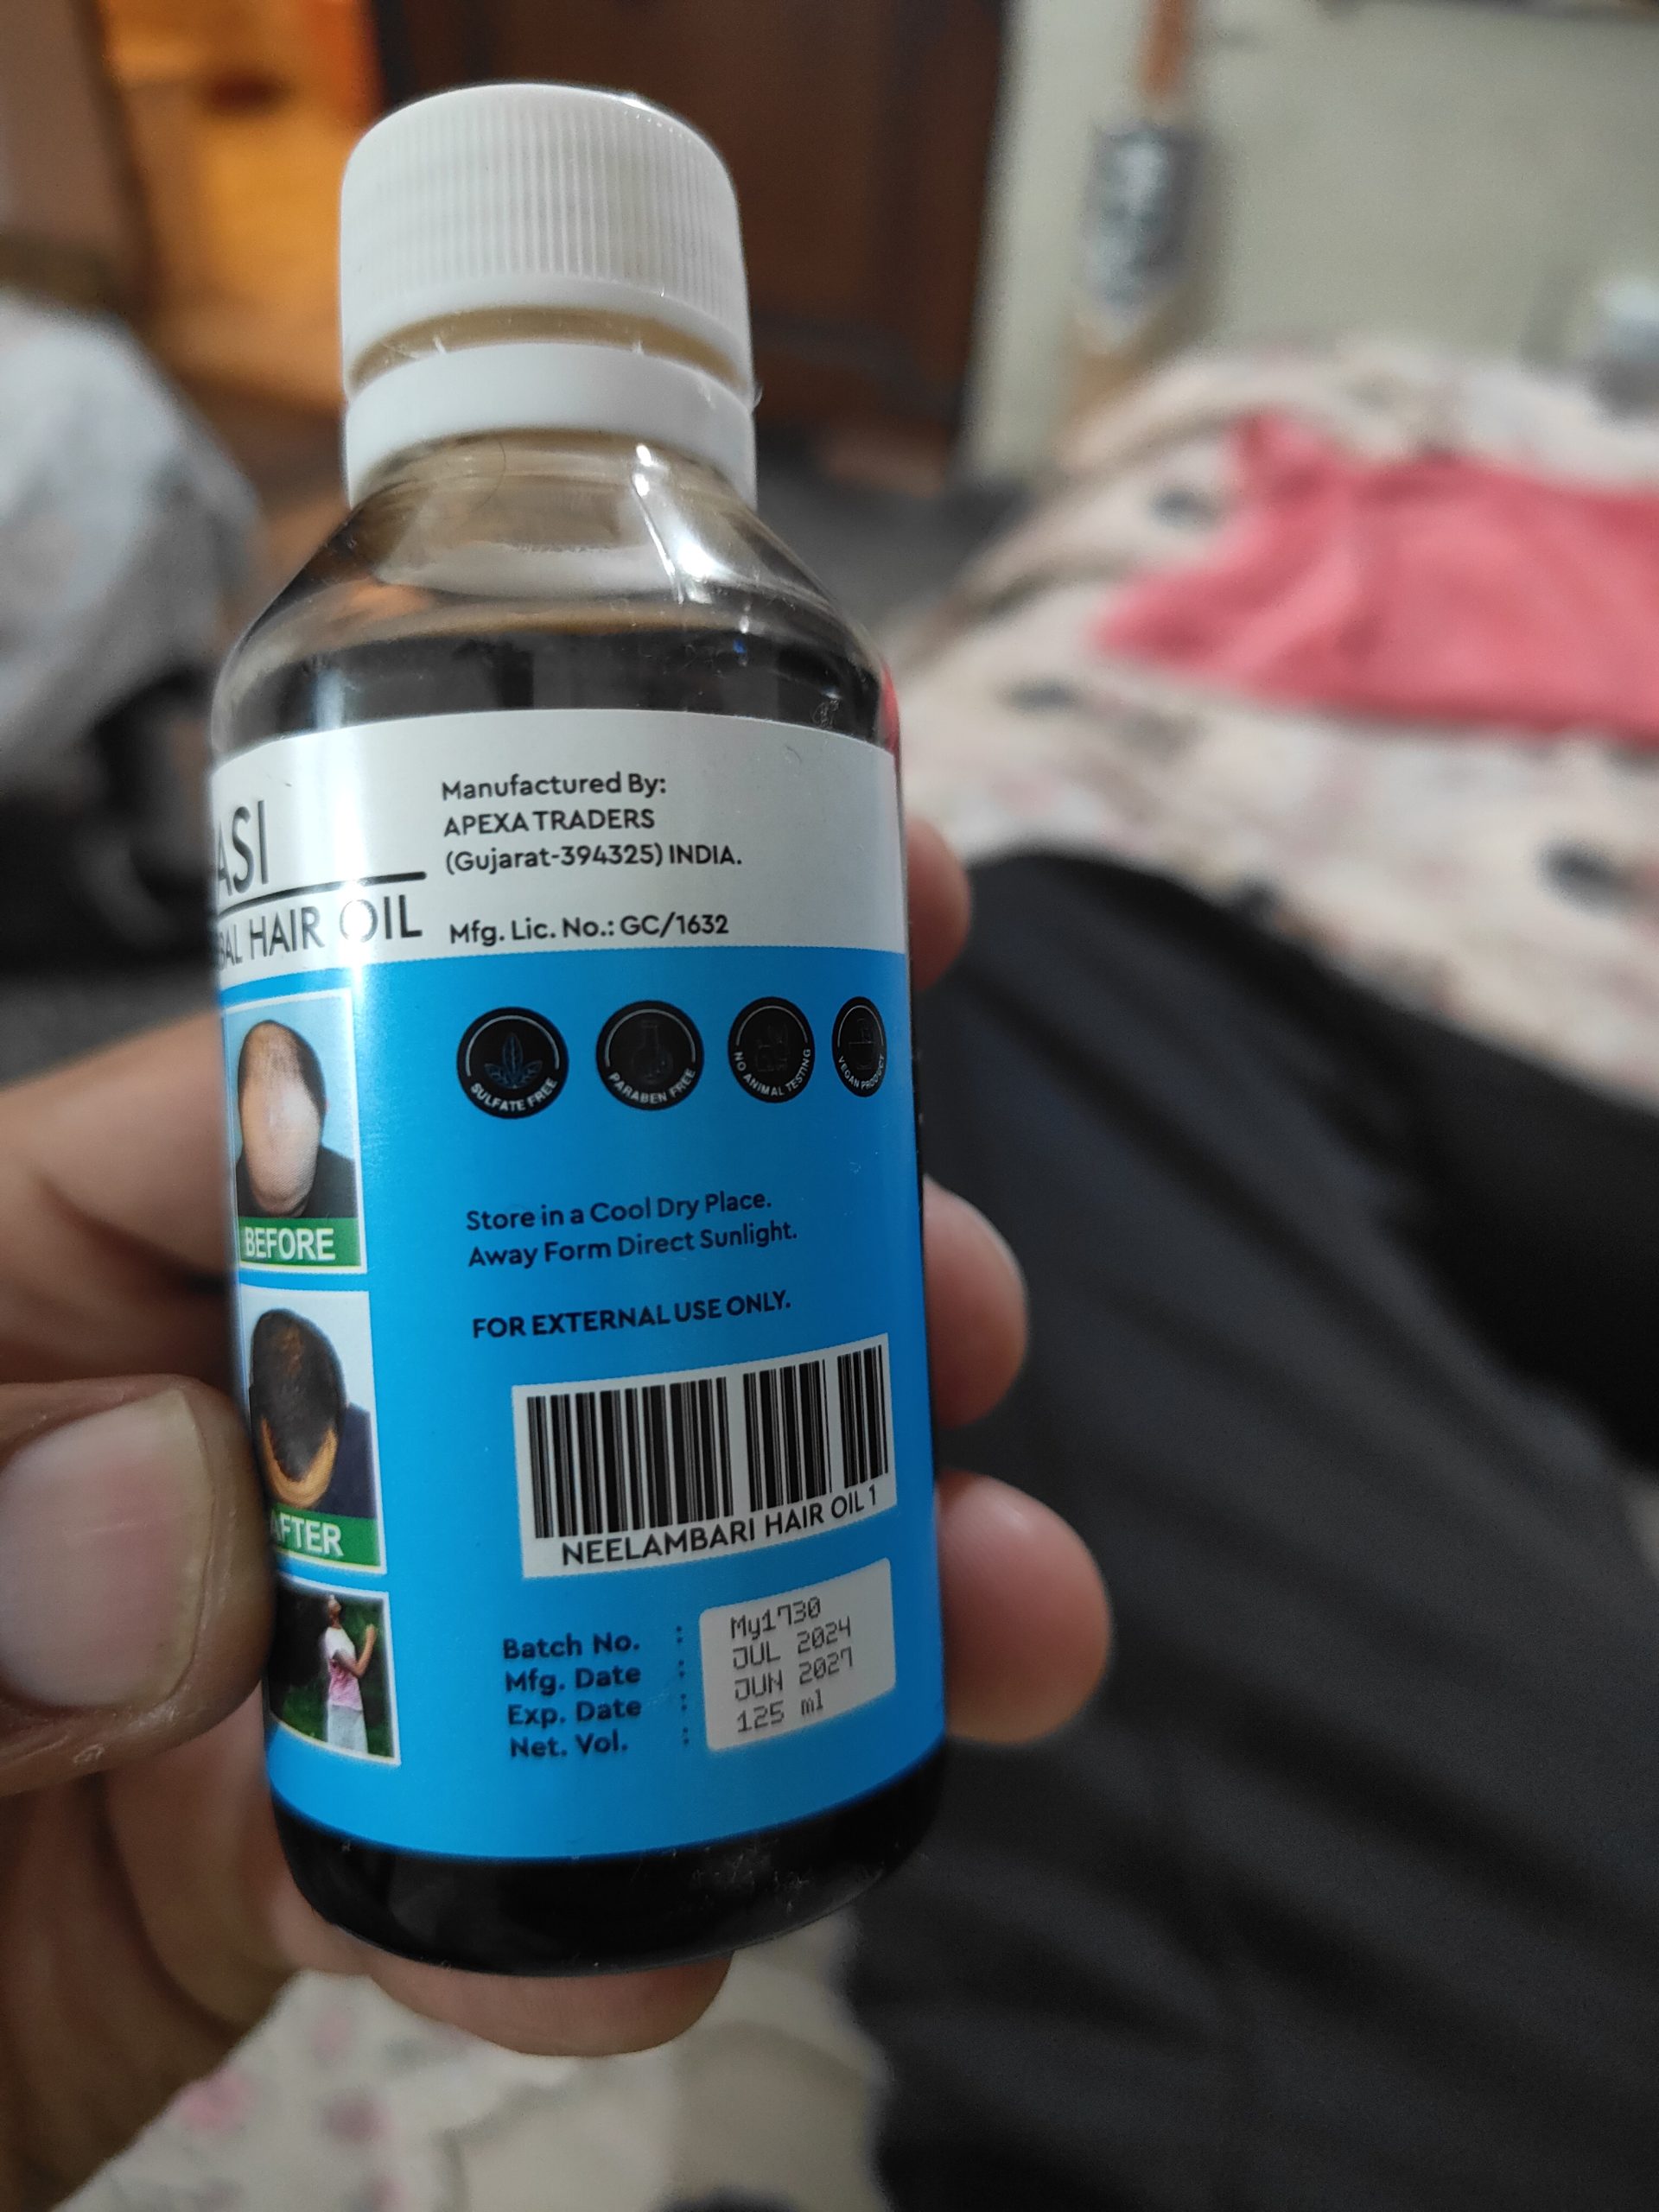 ASI
HAIR OIL
Manufactured By:
APEXA TRADERS
(Gujarat-394325) INDIA.
Mfg. Lic. No.: GC/1632
SULFATE FREE
PARABEN FREE
NO ANIMAL TESTING
VEGAN PRODUCT
BEFORE
AFTER
Store in a Cool Dry Place.
Away Form Direct Sunlight.
FOR EXTERNAL USE ONLY.
NEELAMBARI HAIR OIL 1
Batch No. : My1730
Mfg. Date : JUL 2024
Exp. Date : JUN 2027
Net. Vol. : 125 ml